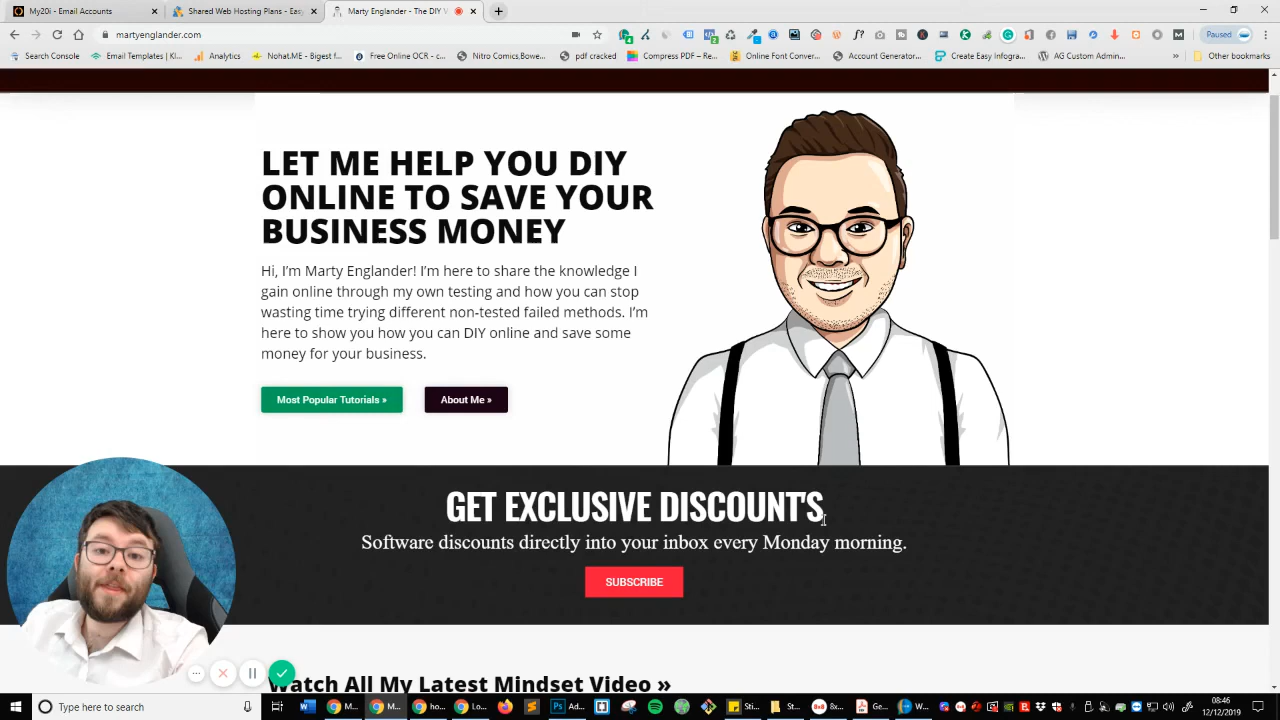 My20i - Email Accounts
Shared Web Hosting Plans - Eas
Marty Englander - The DIY V
martyenglander.com
Paused
Search Console
Email Templates | Kl...
Analytics
Nohat.ME - Bigest f...
Free Online OCR - c...
Nitro Comics,Bowe...
pdf cracked
Compress PDF – Re...
Online Font Conver...
Account Generator...
Create Easy Infogra...
AG Custom Admin...
»
Other bookmarks
LET ME HELP YOU DIY
ONLINE TO SAVE YOUR
BUSINESS MONEY
Hi, I'm Marty Englander! I'm here to share the knowledge I
gain online through my own testing and how you can stop
wasting time trying different non-tested failed methods. I'm
here to show you how you can DIY online and save some
money for your business.
Most Popular Tutorials »
About Me »
GET EXCLUSIVE DISCOUNT'S
Software discounts directly into your inbox every Monday morning.
SUBSCRIBE
Watch All My Latest Mindset Video »
Type here to search
M...
M...
ho...
Lo...
Ad...
Sti...
St...
8x...
Ge...
W...
08:46
12/12/2019